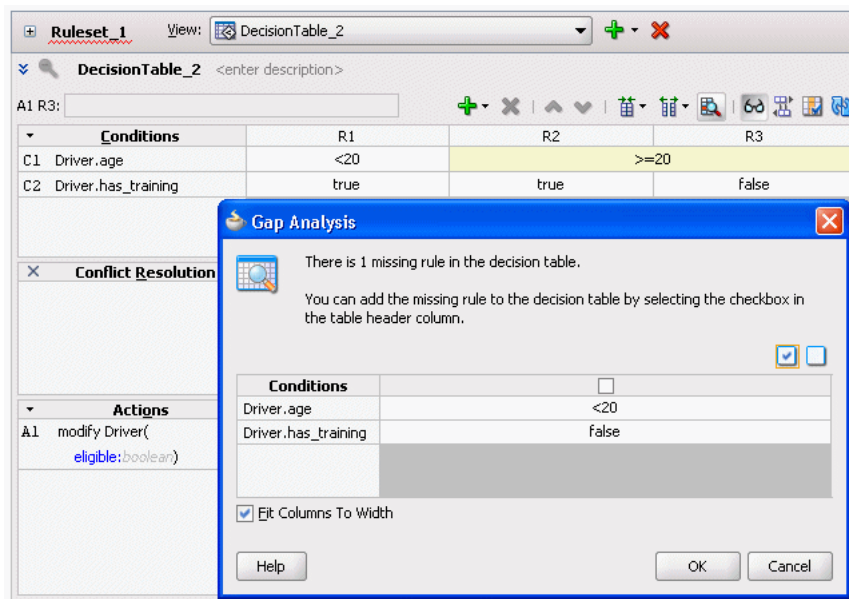 Ruleset_1 View: DecisionTable_2
DecisionTable_2 <enter description>
A1 R3:
Conditions R1 R2 R3
C1 Driver.age <20 >=20
C2 Driver.has_training true true false
Gap Analysis
There is 1 missing rule in the decision table.
You can add the missing rule to the decision table by selecting the checkbox in
the table header column.
Conflict Resolution
Conditions
Driver.age <20
Driver.has_training false
Actions
A1 modify Driver(
eligible:boolean)
Fit Columns To Width
Help OK Cancel